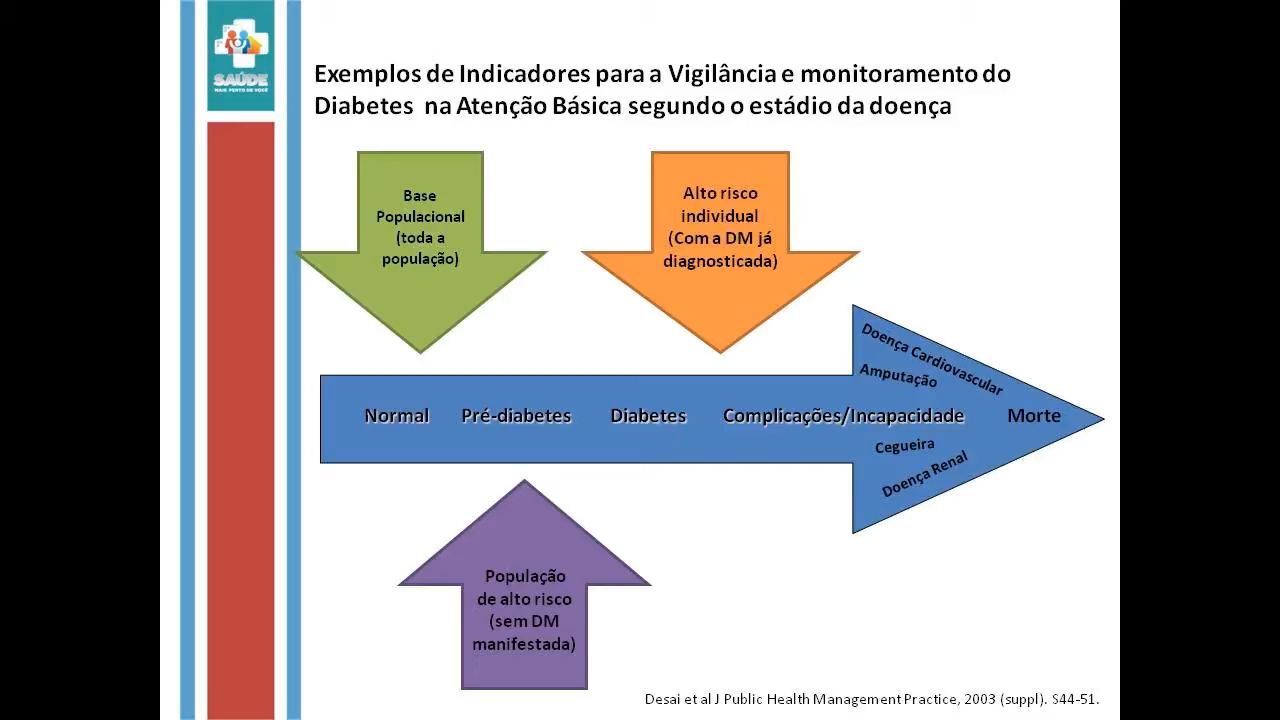 SAÚDE
MAIS PERTO DE VOCÊ
Exemplos de Indicadores para a Vigilância e monitoramento do
Diabetes na Atenção Básica segundo o estádio da doença
Base
Populacional
(toda a
população)
Alto risco
individual
(Com a DM já
diagnosticada)
Doença Cardiovascular
Amputação
Normal Pré-diabetes Diabetes Complicações/Incapacidade Morte
Cegueira
Doença Renal
População
de alto risco
(sem DM
manifestada)
Desai et al J Public Health Management Practice, 2003 (suppl). S44-51.